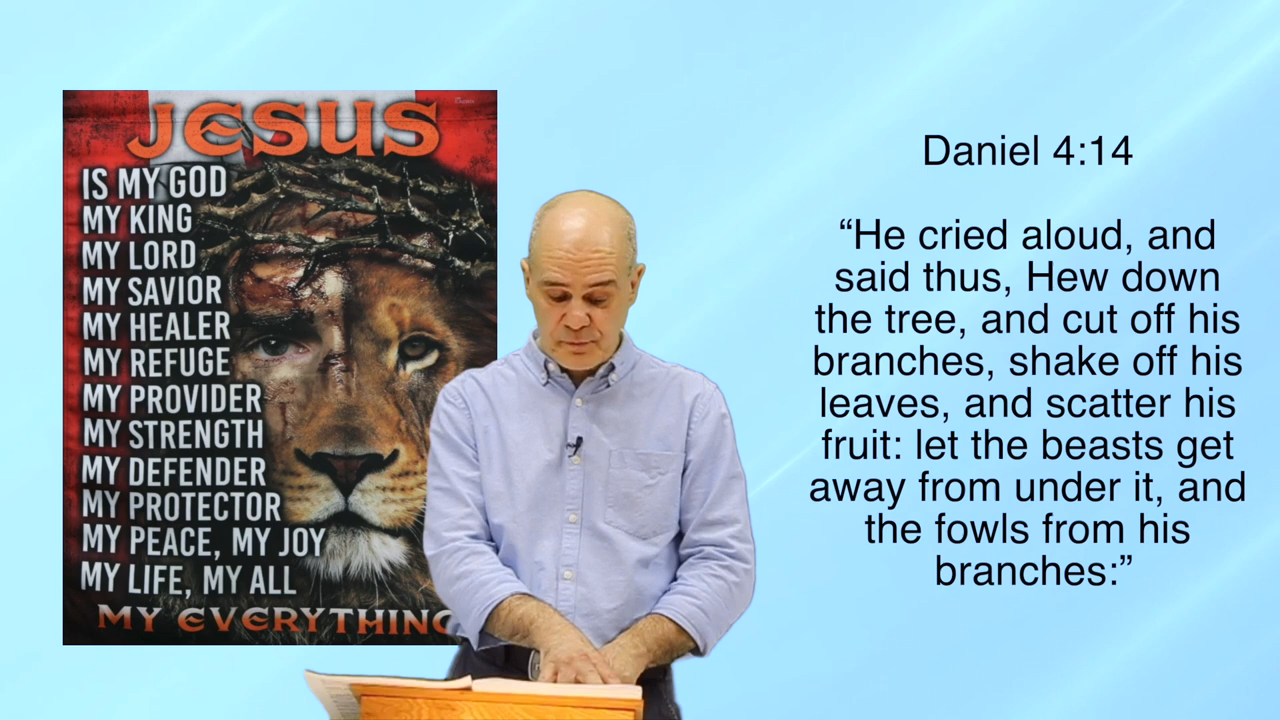 JESUS
IS MY GOD
MY KING
MY LORD
MY SAVIOR
MY HEALER
MY REFUGE
MY PROVIDER
MY STRENGTH
MY DEFENDER
MY PROTECTOR
MY PEACE, MY JOY
MY LIFE, MY ALL
MY EVERYTHING
Daniel 4:14
“He cried aloud, and
said thus, Hew down
the tree, and cut off his
branches, shake off his
leaves, and scatter his
fruit: let the beasts get
away from under it, and
the fowls from his
branches:”